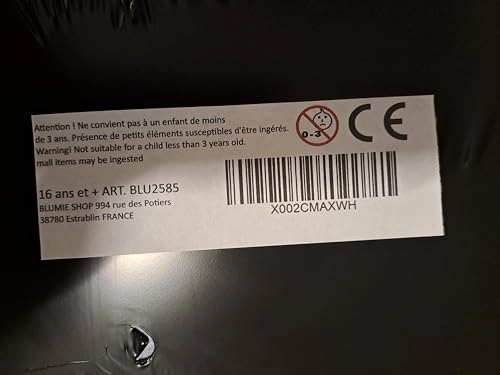 Attention ! Ne convient pas à un enfant de moins
de 3 ans. Présence de petits éléments susceptibles d'être ingérés.
Warning! Not suitable for a child less than 3 years old.
mall items may be ingested
0-3
CE
16 ans et + ART. BLU2585
BLUMIE SHOP 994 rue des Potiers
38780 Estrablin FRANCE
X002CMAXWH